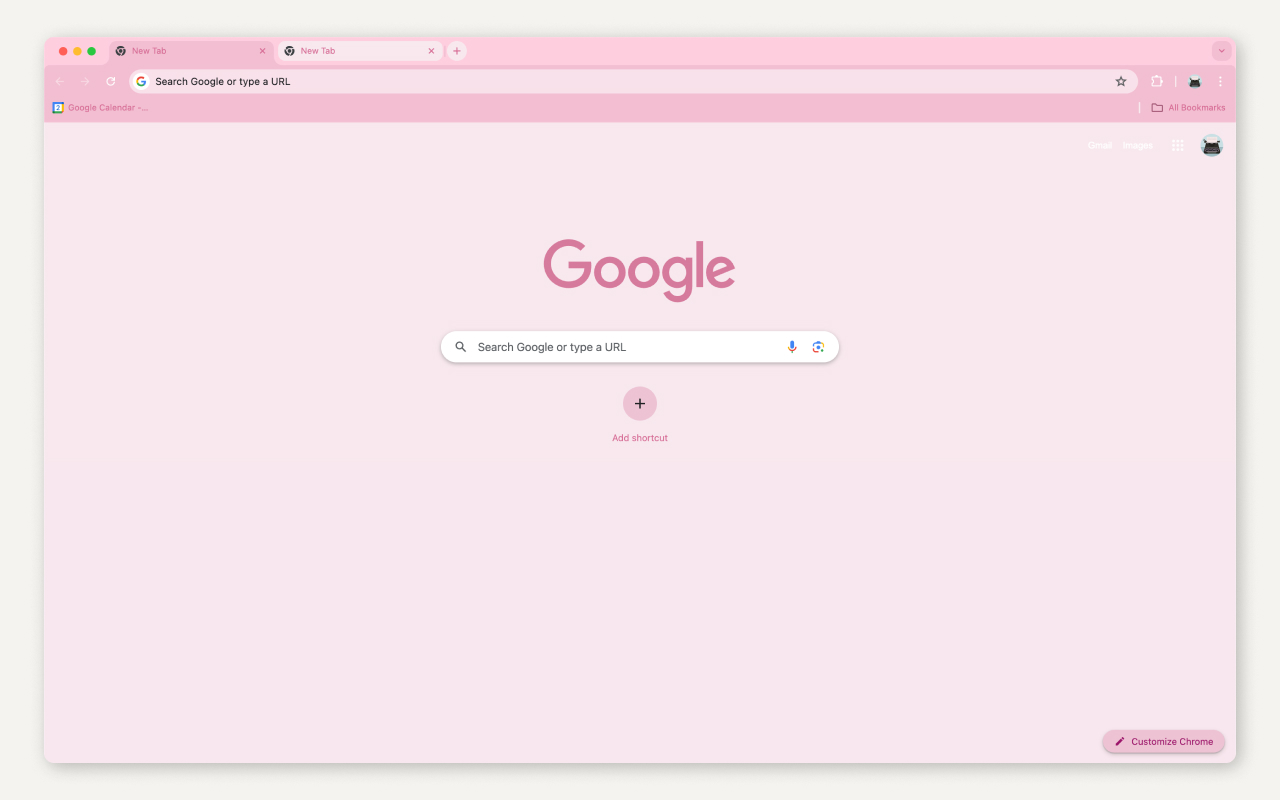 New Tab
New Tab
Search Google or type a URL
2 Google Calendar -...
All Bookmarks
Gmail Images
Google
Search Google or type a URL
Add shortcut
Customize Chrome